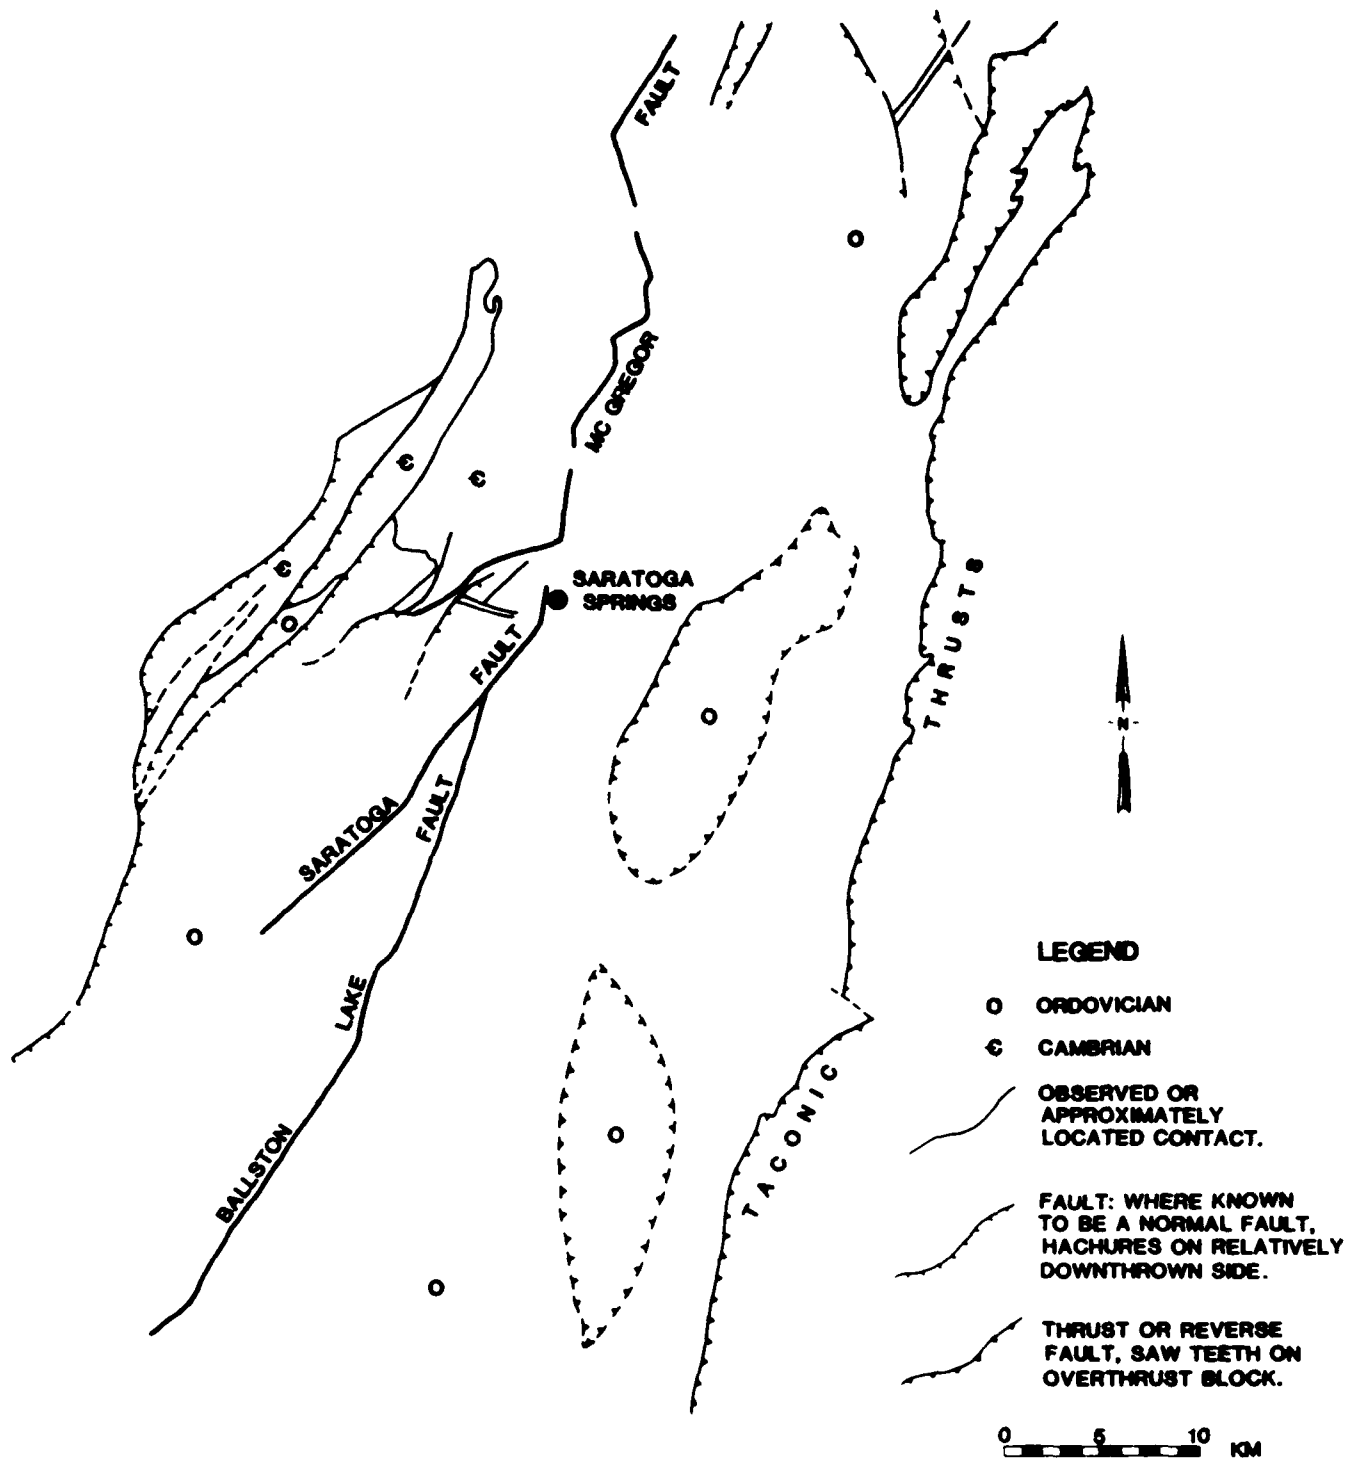 FAULT
O
MC GREGOR
Є
Є
Є
O
SARATOGA
SPRINGS
FAULT
THRUSTS
O
N
SARATOGA
FAULT
O
LAKE
BALLSTON
TACONIC
O
O
LEGEND
O ORDOVICIAN
Є CAMBRIAN
OBSERVED OR
APPROXIMATELY
LOCATED CONTACT.
FAULT: WHERE KNOWN
TO BE A NORMAL FAULT,
HACHURES ON RELATIVELY
DOWNTHROWN SIDE.
THRUST OR REVERSE
FAULT, SAW TEETH ON
OVERTHRUST BLOCK.
0 5 10
KM